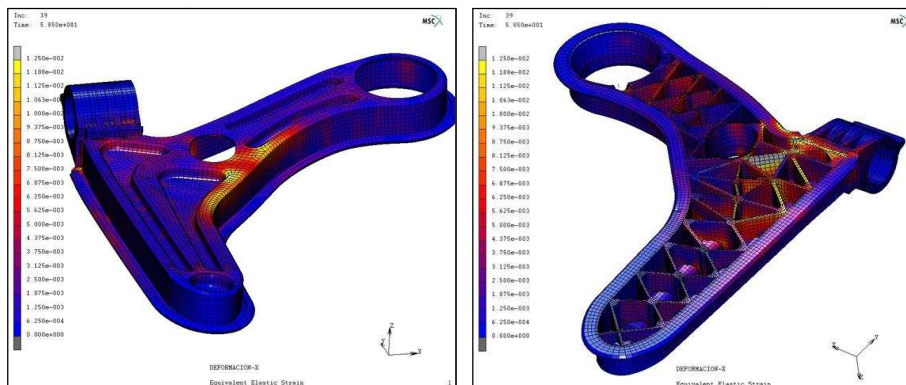 Inc: 39
Time: 5.850e+001
MSC
1.250e-002
1.188e-002
1.125e-002
1.063e-002
1.000e-002
9.375e-003
8.750e-003
8.125e-003
7.500e-003
6.875e-003
6.250e-003
5.625e-003
5.000e-003
4.375e-003
3.750e-003
3.125e-003
2.500e-003
1.875e-003
1.250e-003
6.250e-004
0.000e+000
Z
Y
X
DEFORMACION-X
Equivalent Elastic Strain
1
Inc: 39
Time: 5.850e+001
MSC
1.250e-002
1.188e-002
1.125e-002
1.063e-002
1.000e-002
9.375e-003
8.750e-003
8.125e-003
7.500e-003
6.875e-003
6.250e-003
5.625e-003
5.000e-003
4.375e-003
3.750e-003
3.125e-003
2.500e-003
1.875e-003
1.250e-003
6.250e-004
0.000e+000
X
Y
Z
DEFORMACION-X
Equivalent Elastic Strain
1